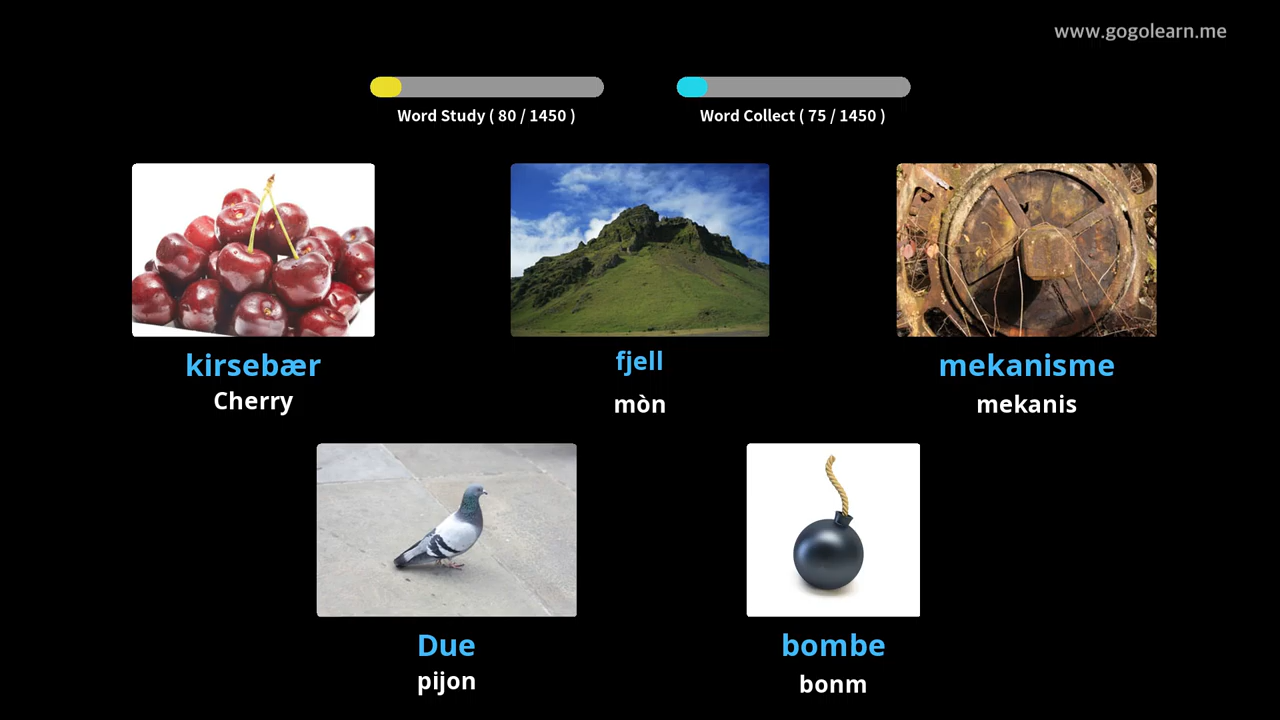 www.gogolearn.me
Word Study ( 80 / 1450 )
Word Collect ( 75 / 1450 )
kirsebær
Cherry
fjell
mòn
mekanisme
mekanis
Due
pijon
bombe
bonm